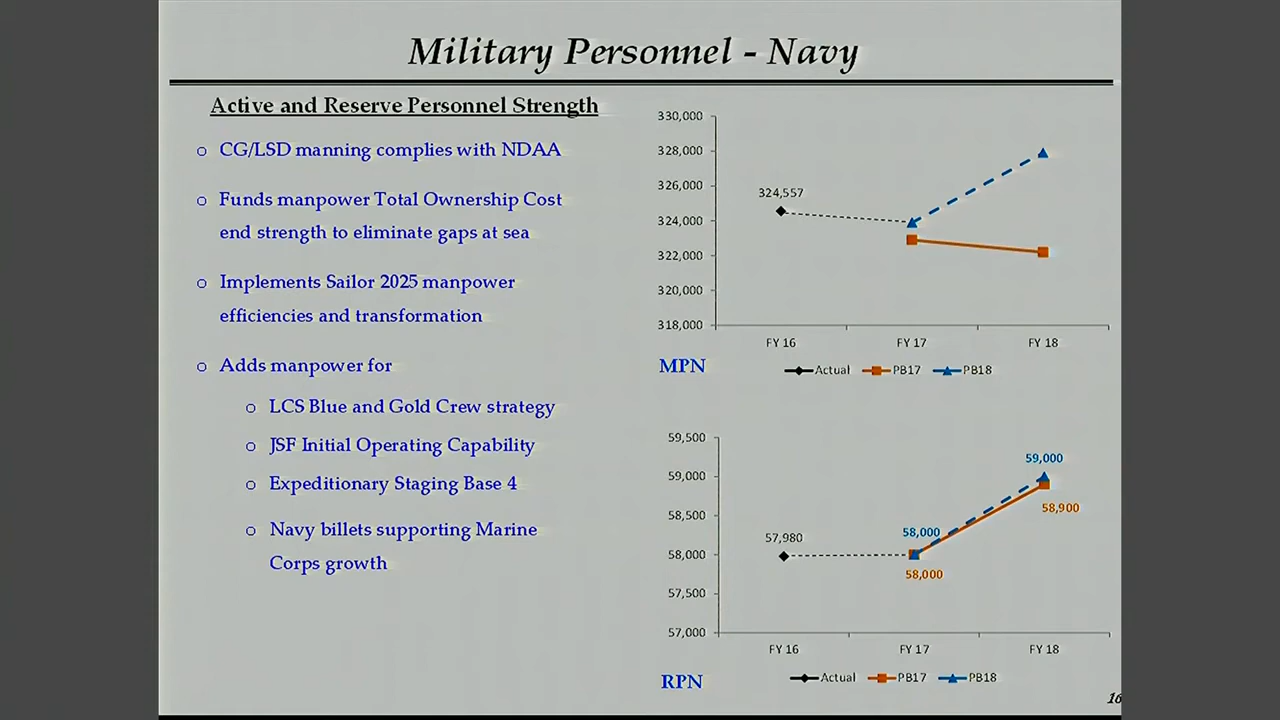 Military Personnel - Navy
Active and Reserve Personnel Strength
o CG/LSD manning complies with NDAA
o Funds manpower Total Ownership Cost
end strength to eliminate gaps at sea
o Implements Sailor 2025 manpower
efficiencies and transformation
o Adds manpower for
o LCS Blue and Gold Crew strategy
o JSF Initial Operating Capability
o Expeditionary Staging Base 4
o Navy billets supporting Marine
Corps growth
330,000
328,000
326,000
324,000
322,000
320,000
318,000
324,557
FY 16 FY 17 FY 18
MPN
Actual PB17 PB18
59,500
59,000
58,500
58,000
57,500
57,000
57,980
58,000
58,000
59,000
58,900
FY 16 FY 17 FY 18
RPN
Actual PB17 PB18
16